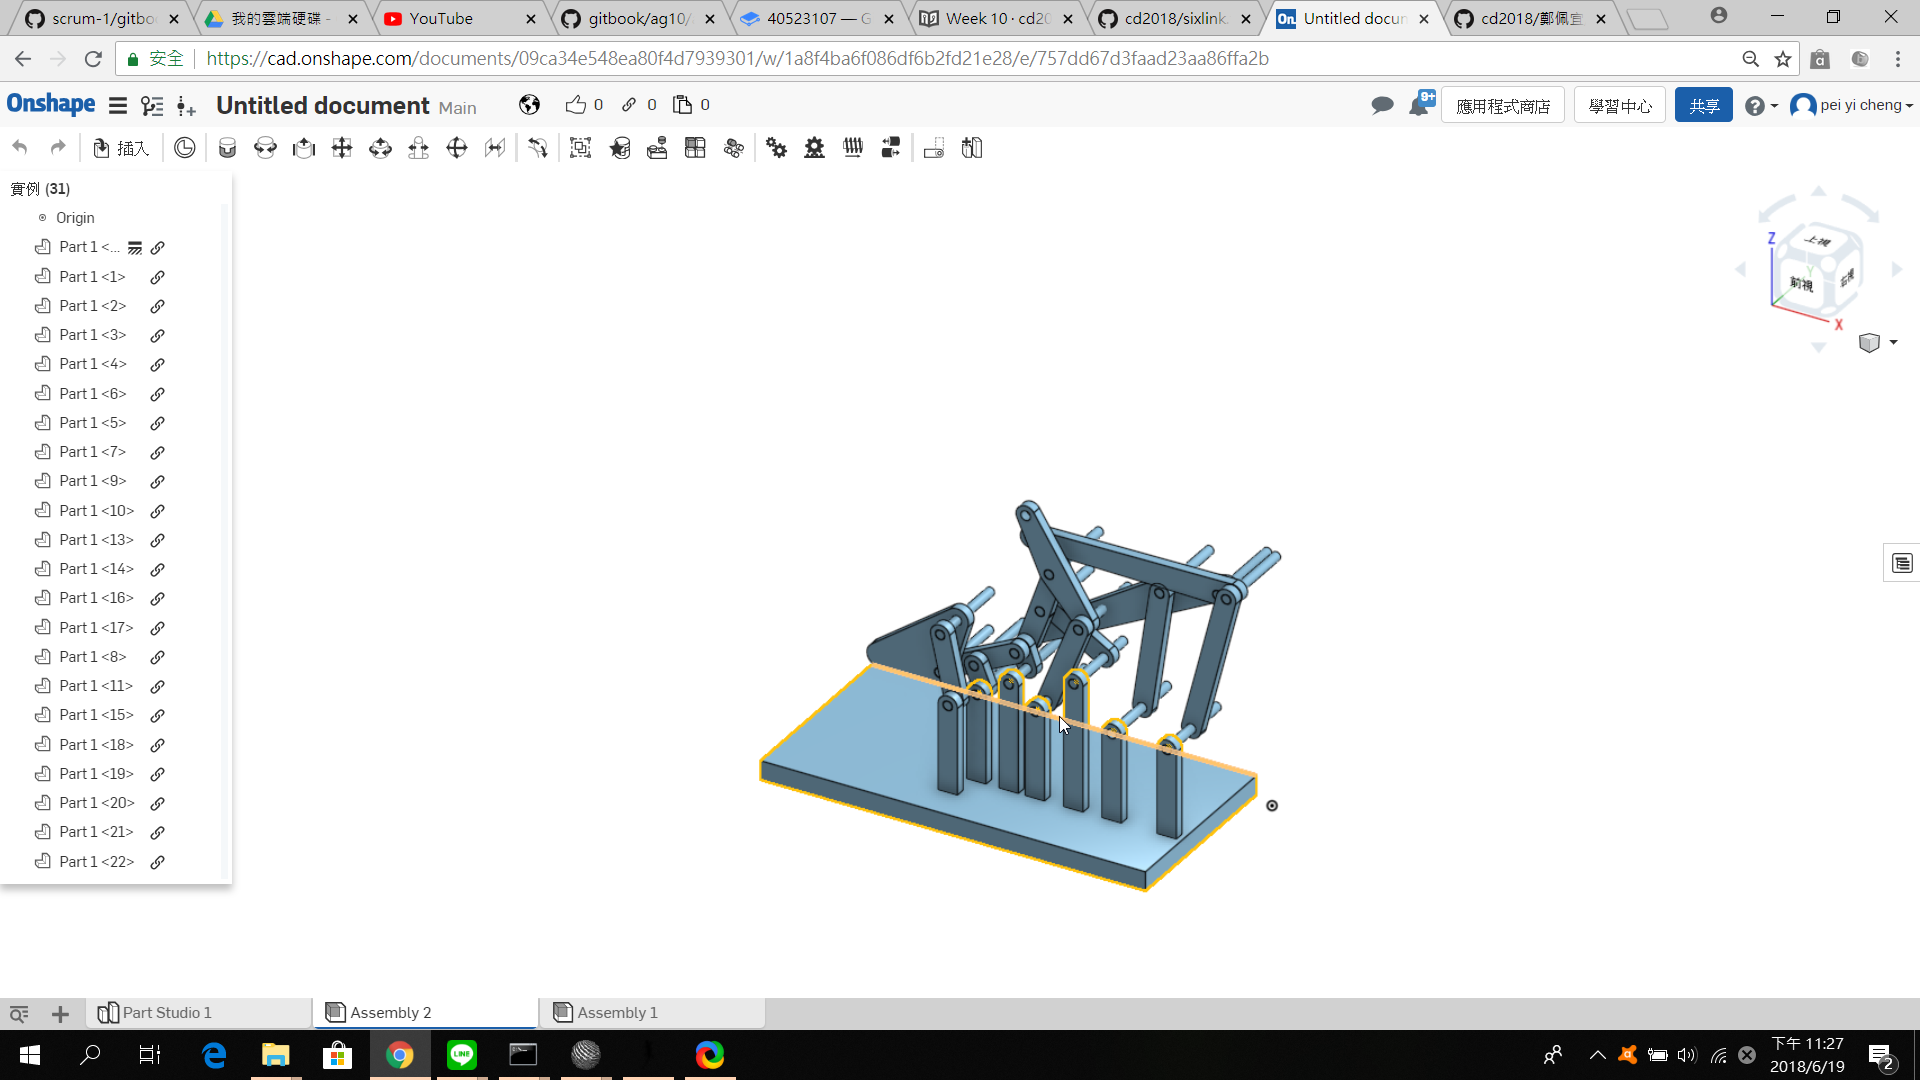 scrum-1/gitbo
我的雲端硬碟 -
YouTube
gitbook/ag10/
40523107 — G
Week 10 · cd20
cd2018/sixlink
Untitled docur
cd2018/鄭佩宜
安全
https://cad.onshape.com/documents/09ca34e548ea80f4d7939301/w/1a8f4ba6f086df6b2fd21e28/e/757dd67d3faad23aa86ffa2b
Onshape
Untitled document Main
0
0
0
9+
應用程式商店
學習中心
共享
pei yi cheng
插入
實例 (31)
Origin
Part 1 <...
Part 1 <1>
Part 1 <2>
Part 1 <3>
Part 1 <4>
Part 1 <6>
Part 1 <5>
Part 1 <7>
Part 1 <9>
Part 1 <10>
Part 1 <13>
Part 1 <14>
Part 1 <16>
Part 1 <17>
Part 1 <8>
Part 1 <11>
Part 1 <15>
Part 1 <18>
Part 1 <19>
Part 1 <20>
Part 1 <21>
Part 1 <22>
Z
上視
Y
前視
右視
X
Part Studio 1
Assembly 2
Assembly 1
LINE
下午 11:27
2018/6/19
2